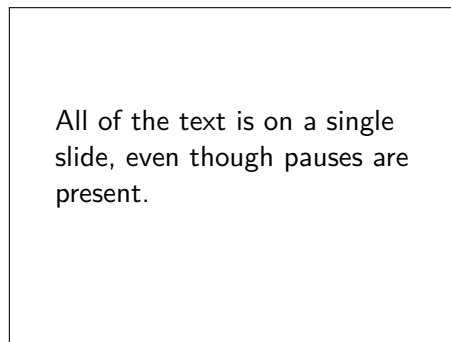 All of the text is on a single
slide, even though pauses are
present.